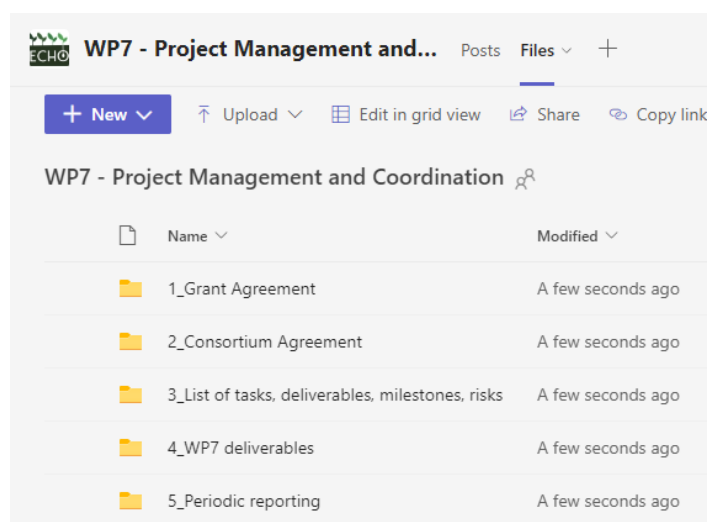 ECHO WP7 - Project Management and... Posts Files
New Upload Edit in grid view Share Copy link
WP7 - Project Management and Coordination
Name Modified
1_Grant Agreement A few seconds ago
2_Consortium Agreement A few seconds ago
3_List of tasks, deliverables, milestones, risks A few seconds ago
4_WP7 deliverables A few seconds ago
5_Periodic reporting A few seconds ago